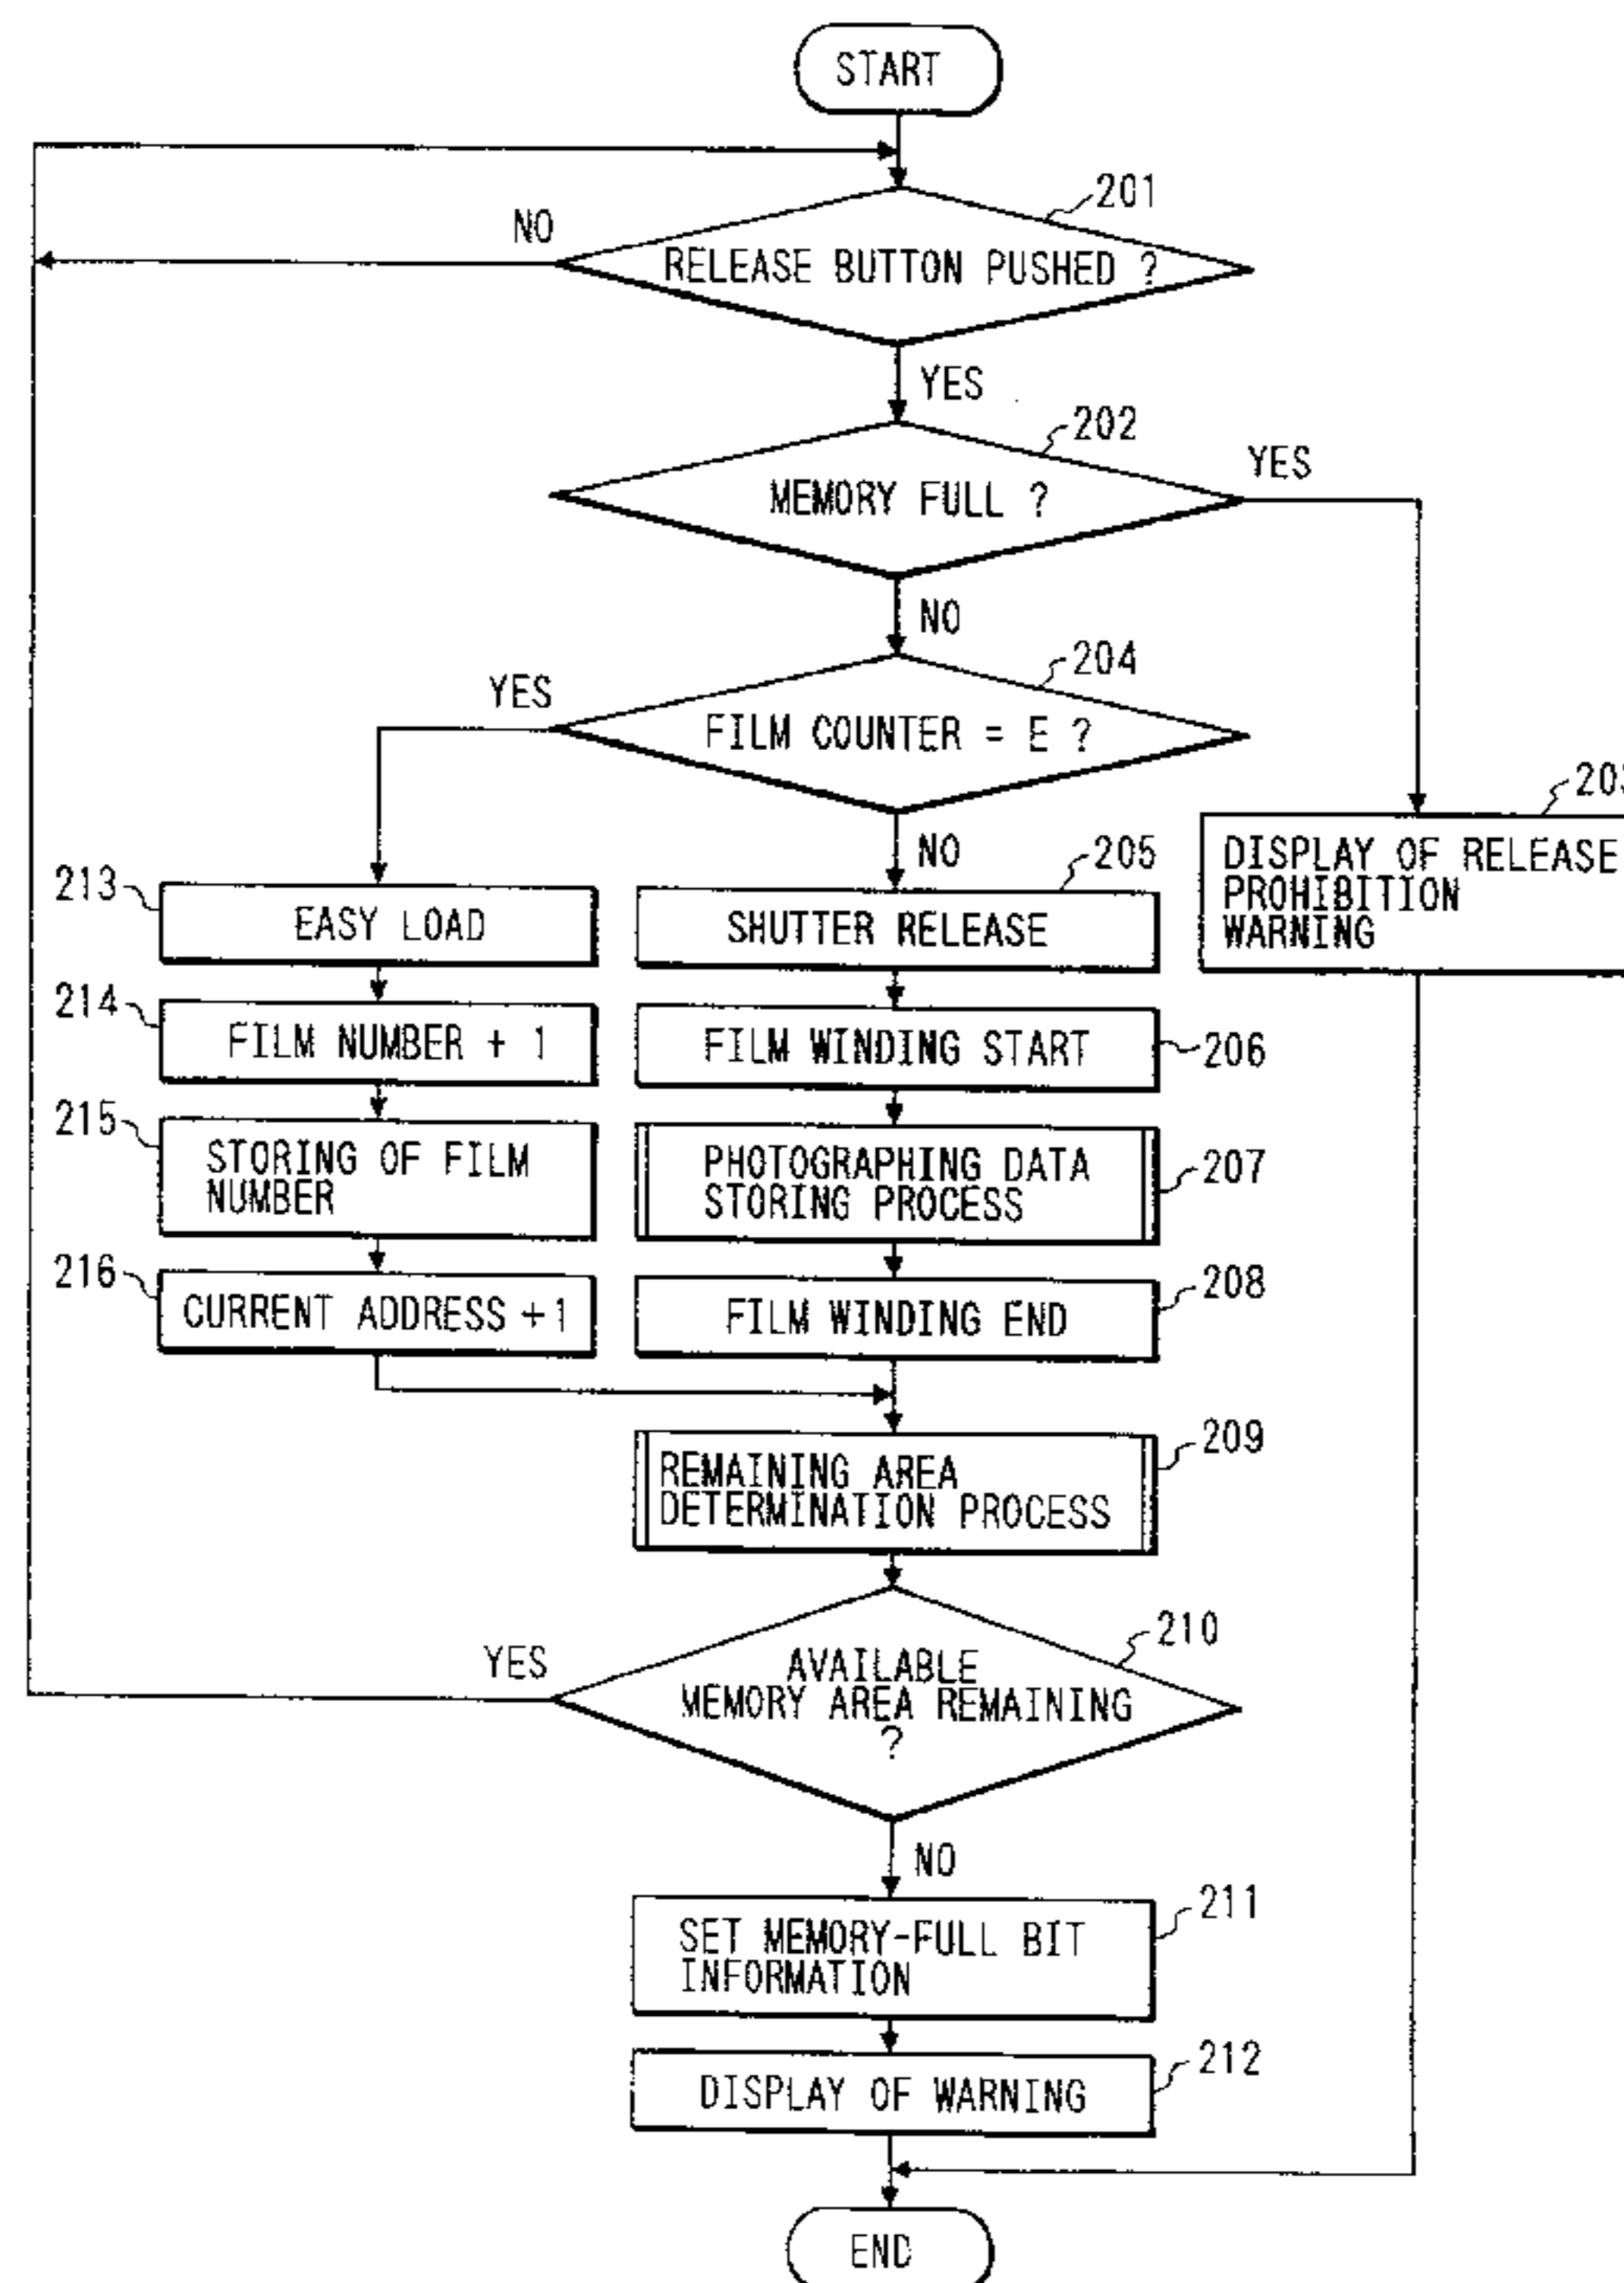 START
201
NO
RELEASE BUTTON PUSHED ?
YES
202
YES
MEMORY FULL ?
NO
204
YES
FILM COUNTER = E ?
203
NO
205
DISPLAY OF RELEASE
PROHIBITION
WARNING
213
EASY LOAD
SHUTTER RELEASE
214
FILM NUMBER + 1
FILM WINDING START
206
215
STORING OF FILM
NUMBER
PHOTOGRAPHING DATA
STORING PROCESS
207
216
CURRENT ADDRESS +1
FILM WINDING END
208
REMAINING AREA
DETERMINATION PROCESS
209
210
YES
AVAILABLE
MEMORY AREA REMAINING
?
NO
211
SET MEMORY-FULL BIT
INFORMATION
212
DISPLAY OF WARNING
END